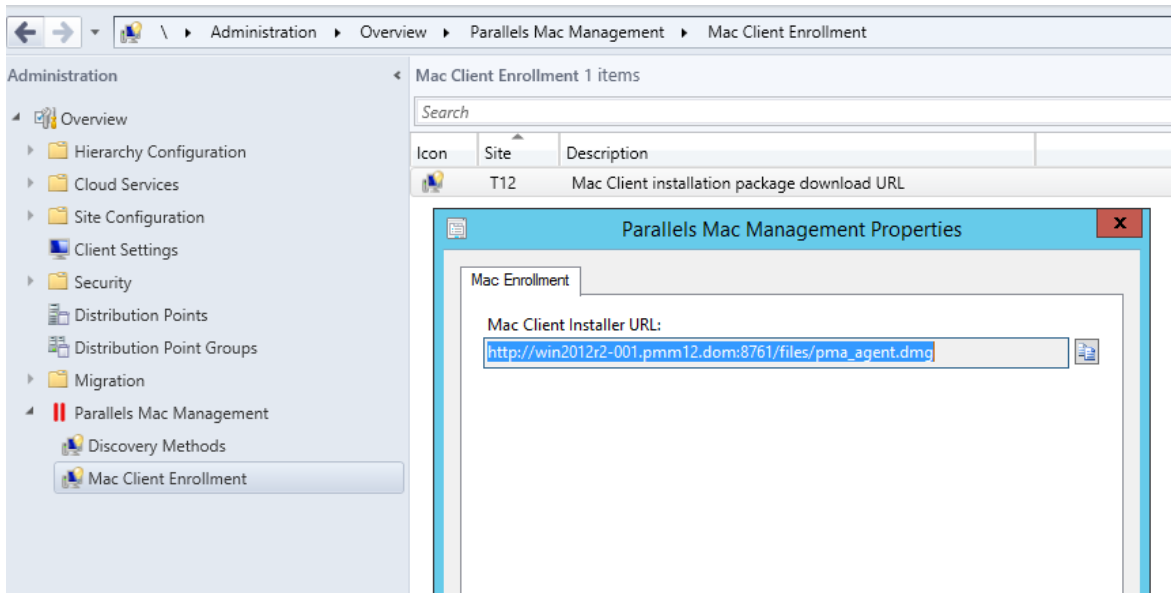 \ Administration Overview Parallels Mac Management Mac Client Enrollment
Administration
Overview
Hierarchy Configuration
Cloud Services
Site Configuration
Client Settings
Security
Distribution Points
Distribution Point Groups
Migration
Parallels Mac Management
Discovery Methods
Mac Client Enrollment
Mac Client Enrollment 1 items
Search
Icon Site Description
T12 Mac Client installation package download URL
Parallels Mac Management Properties
x
Mac Enrollment
Mac Client Installer URL:
http://win2012r2-001.pmm12.dom:8761/files/pma_agent.dmg